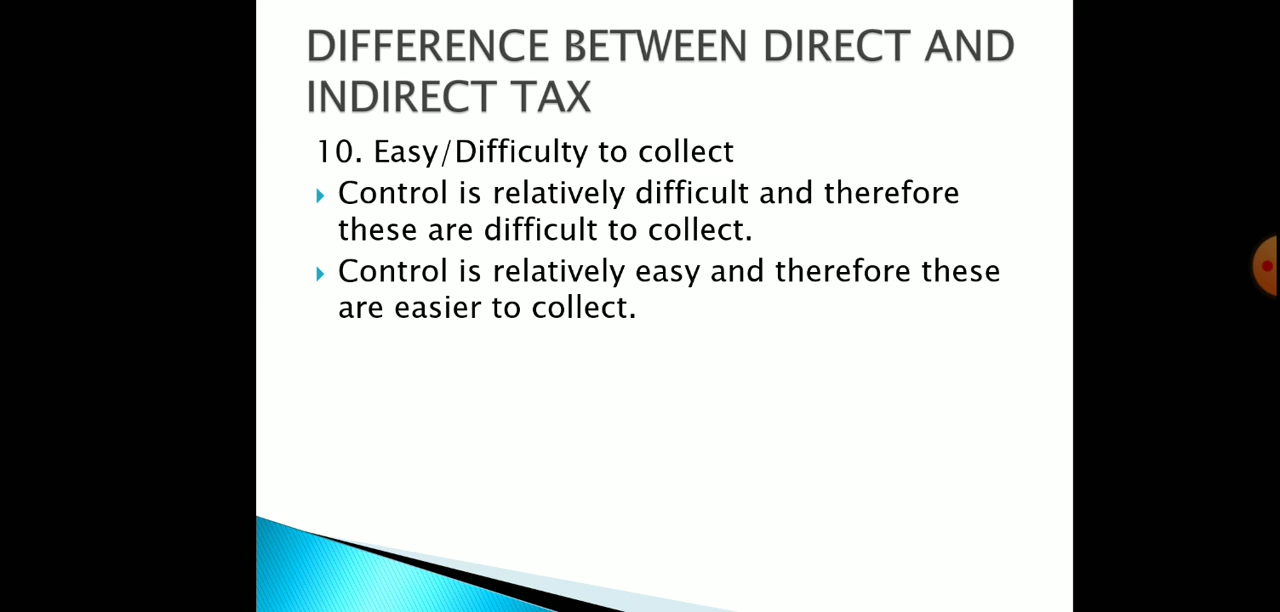 DIFFERENCE BETWEEN DIRECT AND
INDIRECT TAX
10. Easy/Difficulty to collect
Control is relatively difficult and therefore
these are difficult to collect.
Control is relatively easy and therefore these
are easier to collect.